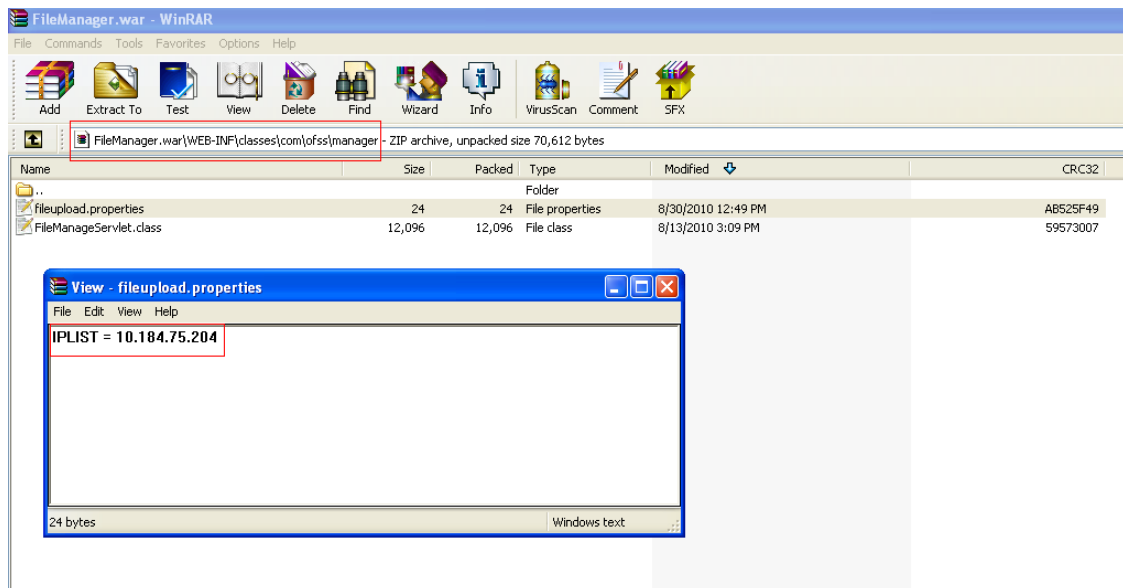 FileManager.war - WinRAR
File Commands Tools Favorites Options Help
Add Extract To Test View Delete Find Wizard Info VirusScan Comment SFX
FileManager.war\WEB-INF\classes\com\ofss\manager - ZIP archive, unpacked size 70,612 bytes
Name Size Packed Type Modified CRC32
.. Folder
fileupload.properties 24 24 File properties 8/30/2010 12:49 PM AB525F49
FileManageServlet.class 12,096 12,096 File class 8/13/2010 3:09 PM 59573007
View - fileupload.properties
File Edit View Help
IPLIST = 10.184.75.204
24 bytes Windows text